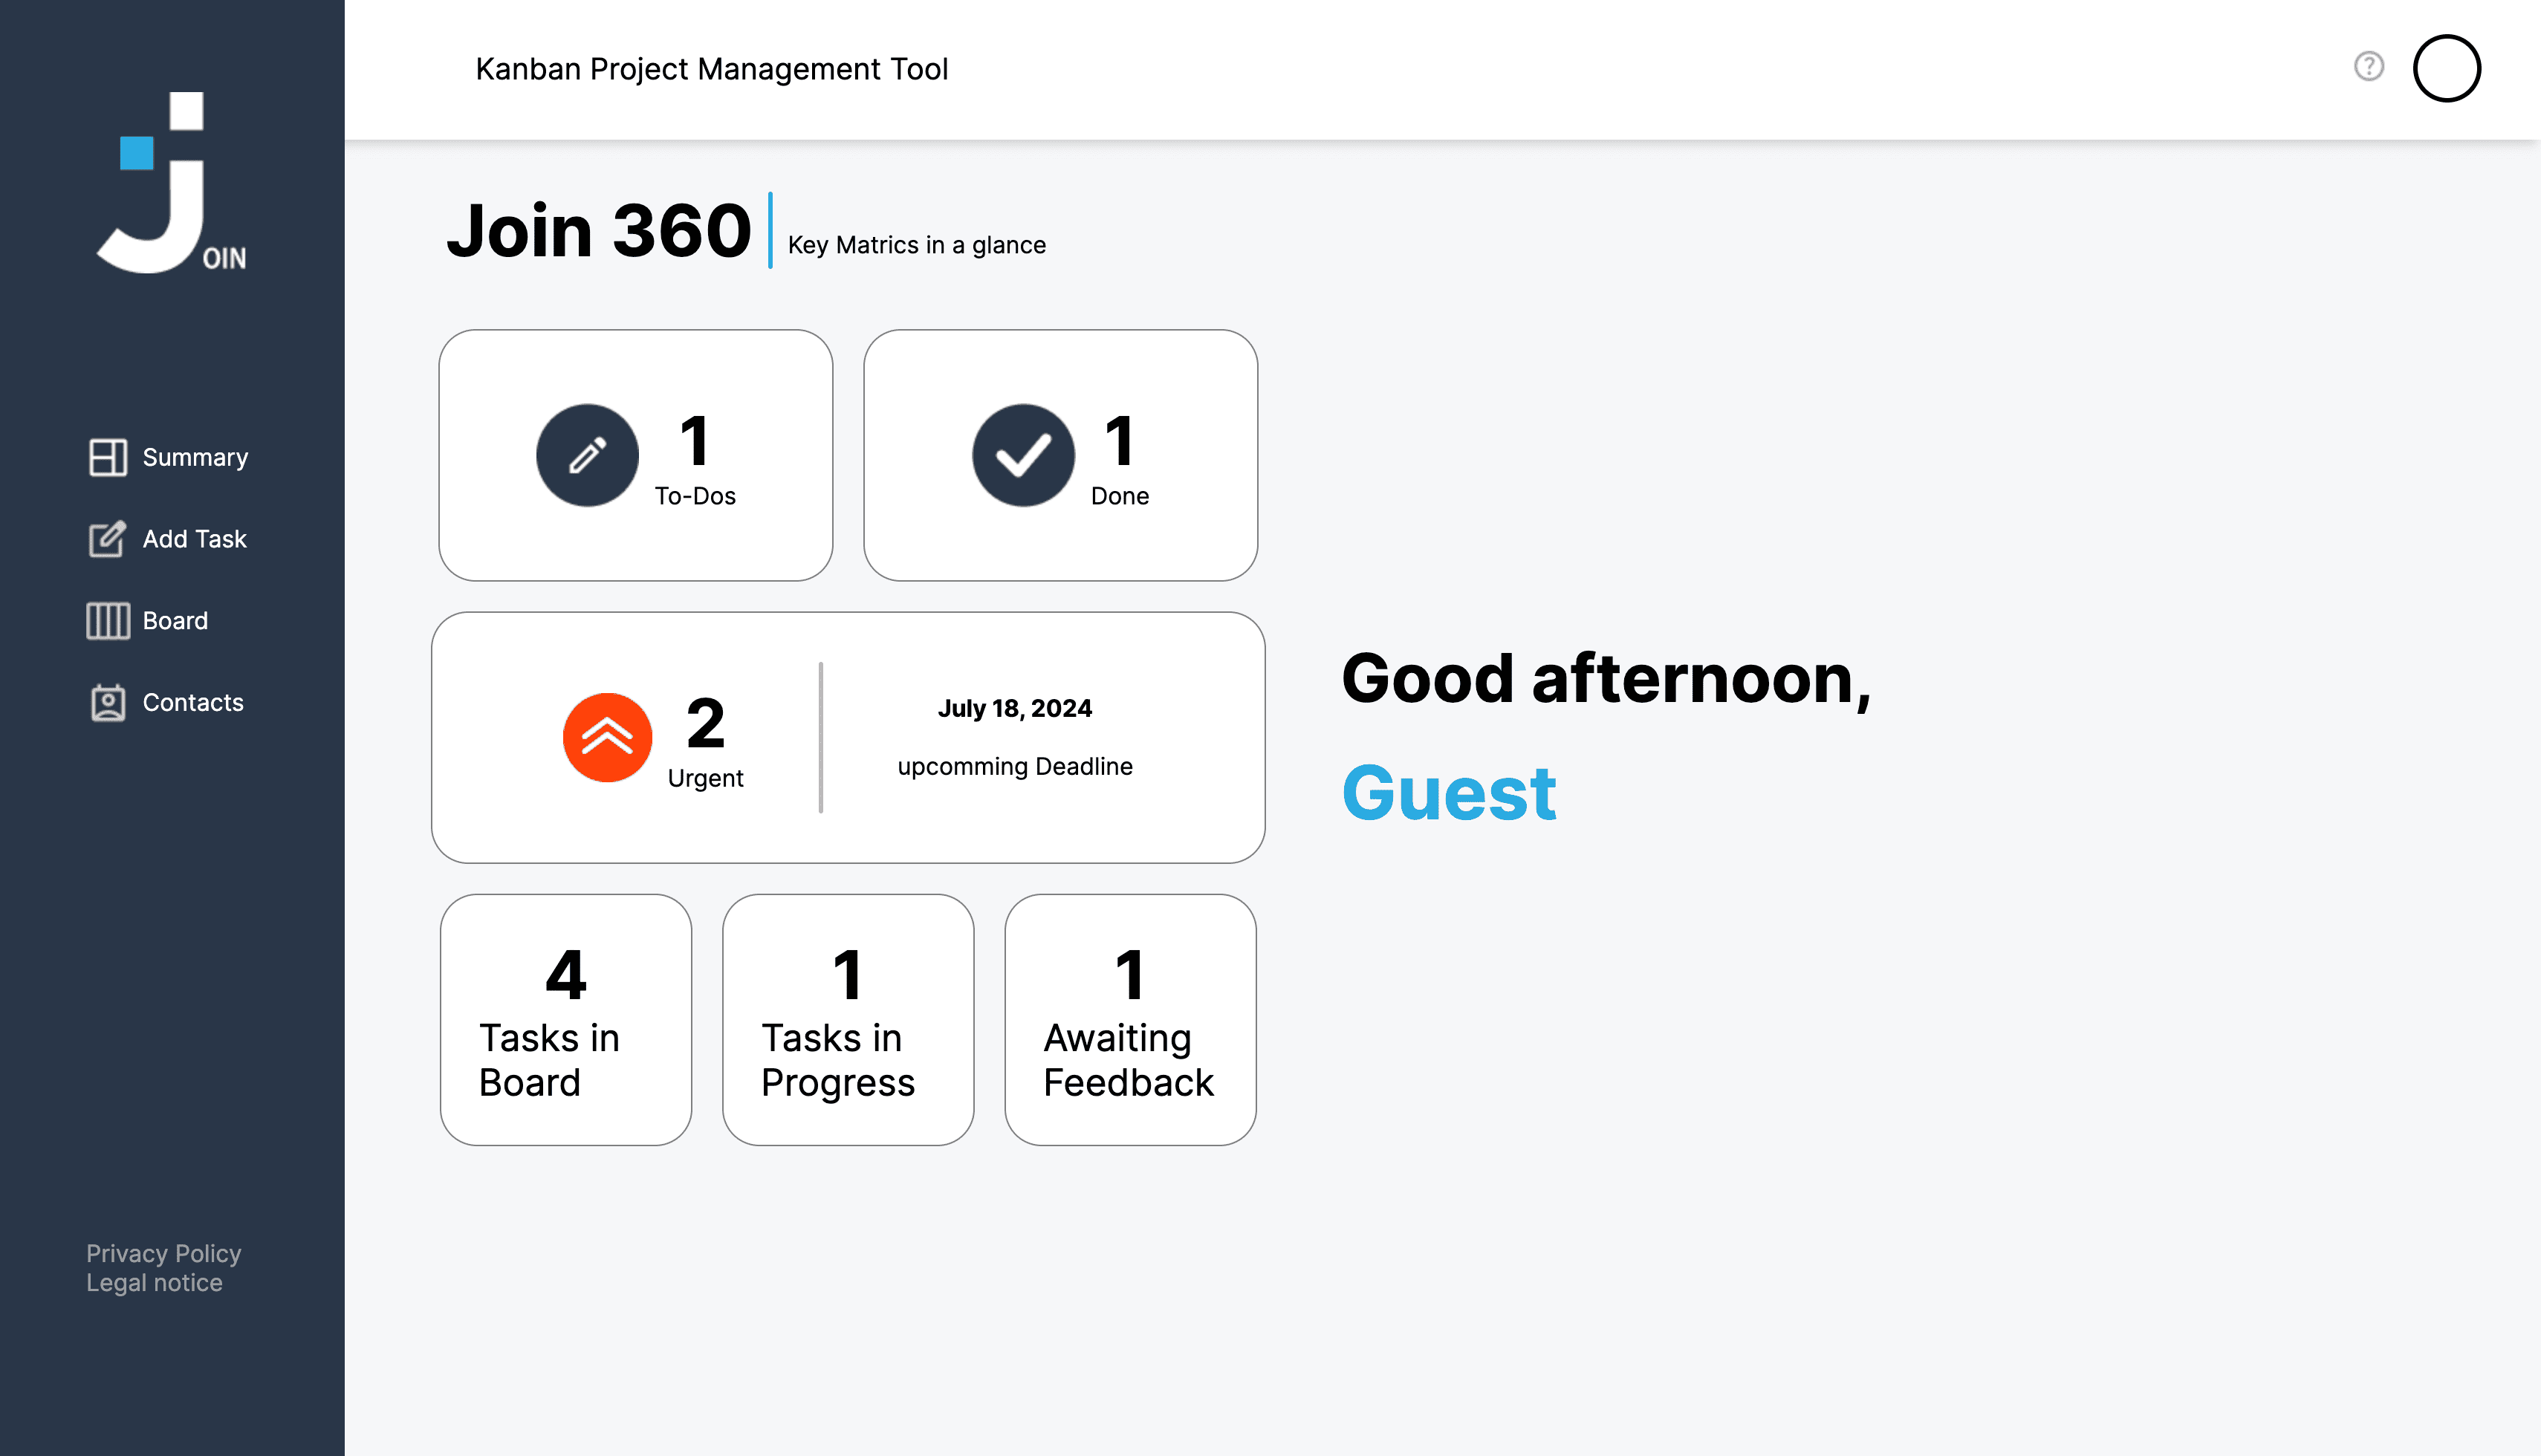 JOIN
Summary
Add Task
Board
Contacts
Privacy Policy
Legal notice
Kanban Project Management Tool
?
Join 360
Key Matrics in a glance
1
To-Dos
1
Done
2
Urgent
July 18, 2024
upcomming Deadline
4
Tasks in
Board
1
Tasks in
Progress
1
Awaiting
Feedback
Good afternoon,
Guest